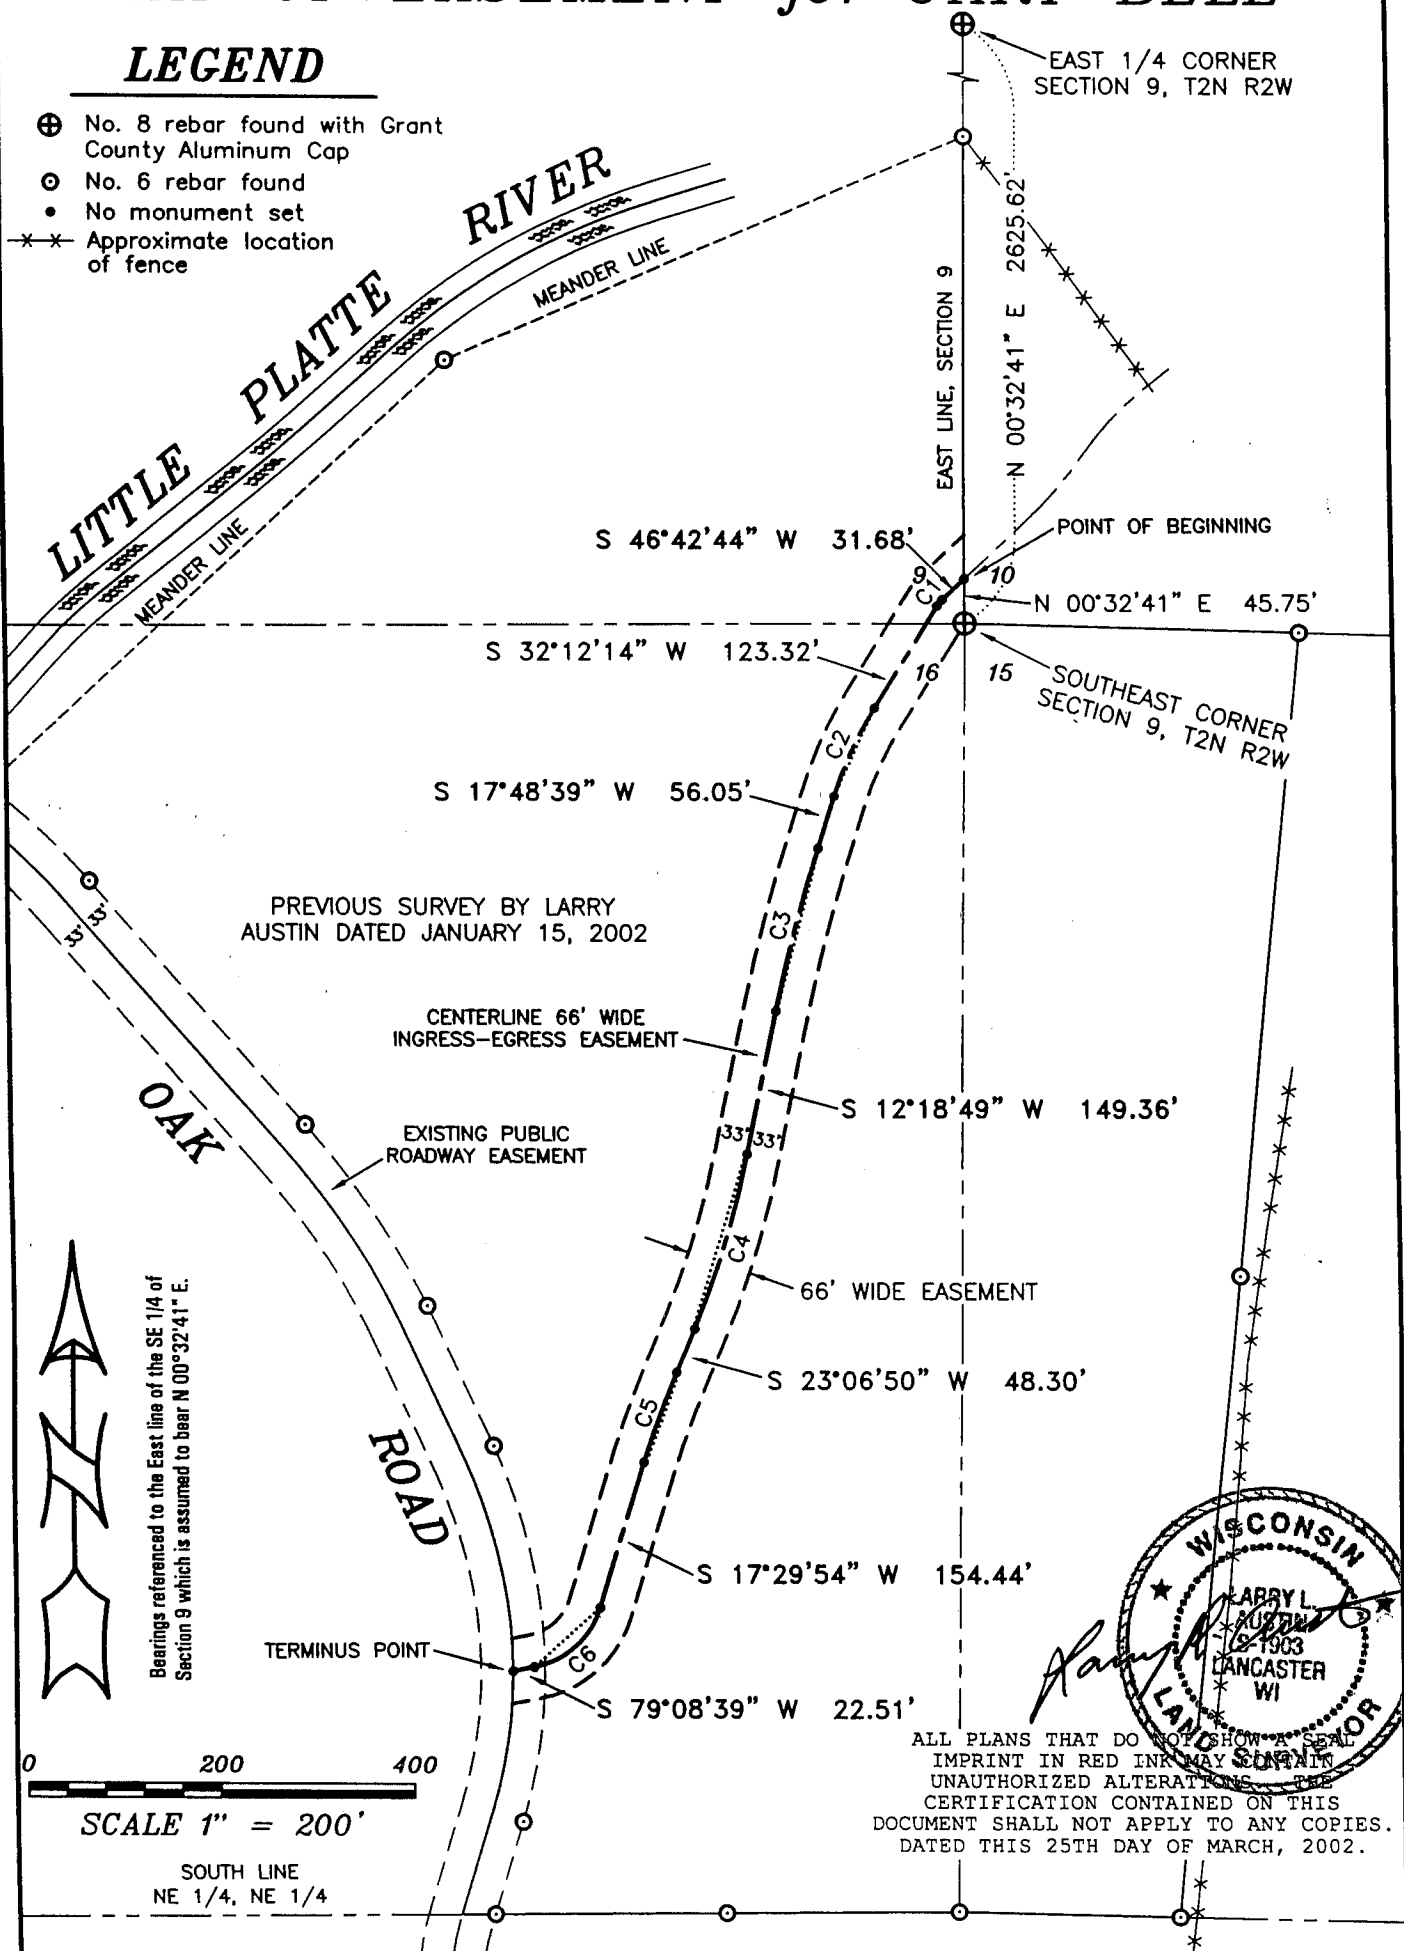 LEGEND
No. 8 rebar found with Grant
County Aluminum Cap
No. 6 rebar found
No monument set
Approximate location
of fence
EAST 1/4 CORNER
SECTION 9, T2N R2W
LITTLE PLATTE RIVER
MEANDER LINE
MEANDER LINE
EAST LINE, SECTION 9
N 00°32'41" E 2625.62'
S 46°42'44" W 31.68'
POINT OF BEGINNING
9
10
C1
N 00°32'41" E 45.75'
S 32°12'14" W 123.32'
16
15
SOUTHEAST CORNER
SECTION 9, T2N R2W
C2
S 17°48'39" W 56.05'
33' 33'
PREVIOUS SURVEY BY LARRY
AUSTIN DATED JANUARY 15, 2002
C3
CENTERLINE 66' WIDE
INGRESS-EGRESS EASEMENT
OAK ROAD
S 12°18'49" W 149.36'
EXISTING PUBLIC
ROADWAY EASEMENT
33' 33'
C4
66' WIDE EASEMENT
N
Bearings referenced to the East line of the SE 1/4 of
Section 9 which is assumed to bear N 00°32'41" E.
S 23°06'50" W 48.30'
C5
S 17°29'54" W 154.44'
TERMINUS POINT
C6
S 79°08'39" W 22.51'
WISCONSIN
LARRY L.
AUSTIN
S-1903
LANCASTER
WI
LAND SURVEYOR
ALL PLANS THAT DO NOT SHOW A SEAL
IMPRINT IN RED INK MAY CONTAIN
UNAUTHORIZED ALTERATIONS. THE
CERTIFICATION CONTAINED ON THIS
DOCUMENT SHALL NOT APPLY TO ANY COPIES.
DATED THIS 25TH DAY OF MARCH, 2002.
0 200 400
SCALE 1" = 200'
SOUTH LINE
NE 1/4, NE 1/4